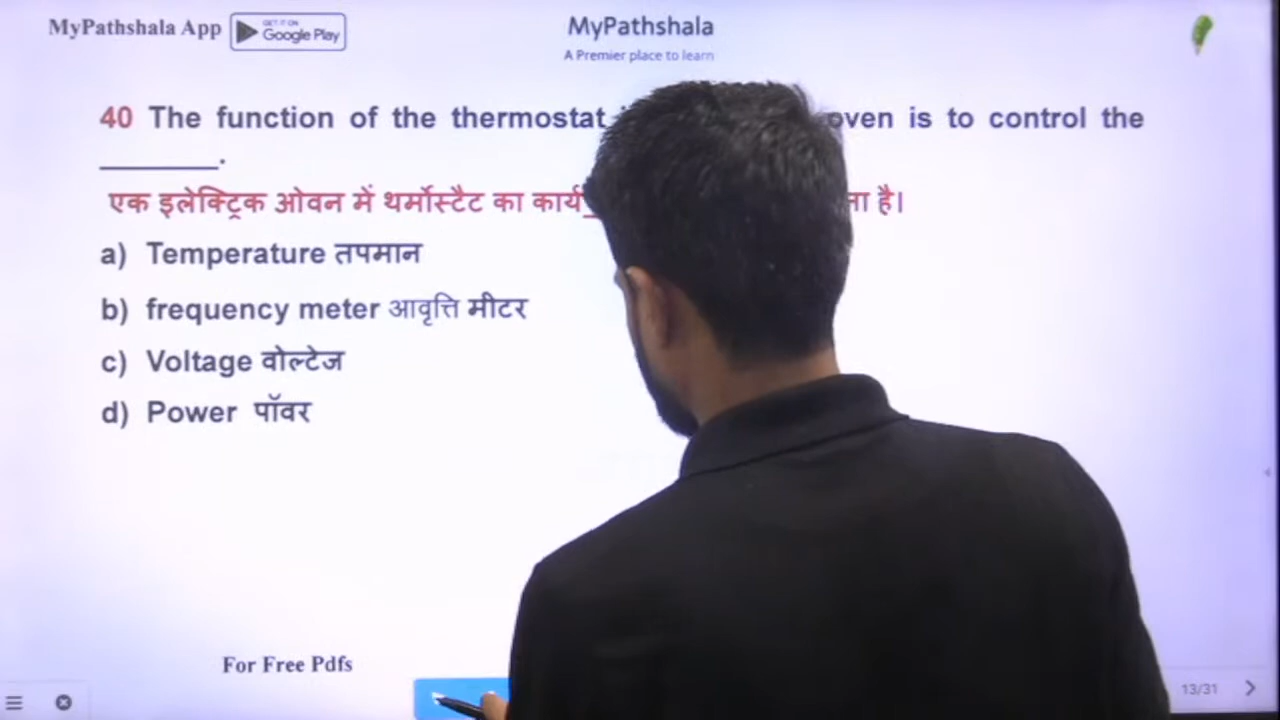 MyPathshala App
GET IT ON
Google Play
MyPathshala
A Premier place to learn
40 The function of the thermostat oven is to control the
_______.
एक इलेक्ट्रिक ओवन में थर्मोस्टैट का कार्य है।
a) Temperature तपमान
b) frequency meter आवृत्ति मीटर
c) Voltage वोल्टेज
d) Power पॉवर
For Free Pdfs
13/31